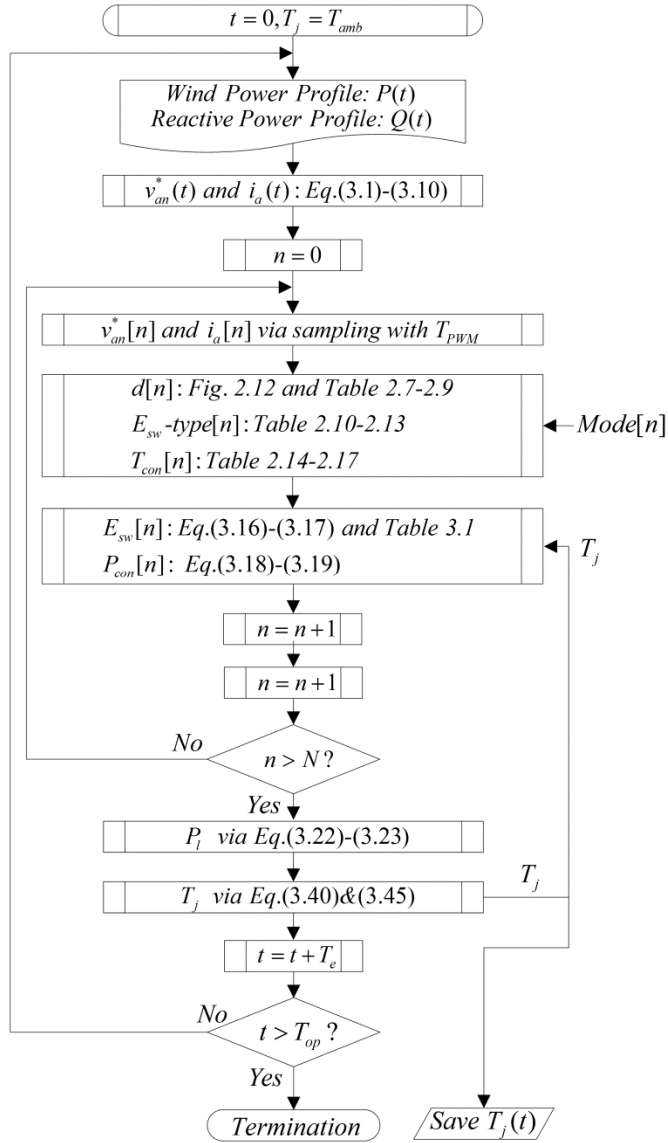 t = 0, T_j = T_amb
Wind Power Profile: P(t)
Reactive Power Profile: Q(t)
v*_an(t) and i_a(t): Eq.(3.1)-(3.10)
n = 0
v*_an[n] and i_a[n] via sampling with T_PWM
d[n]: Fig. 2.12 and Table 2.7-2.9
E_sw-type[n]: Table 2.10-2.13
T_con[n]: Table 2.14-2.17
Mode[n]
E_sw[n]: Eq.(3.16)-(3.17) and Table 3.1
P_con[n]: Eq.(3.18)-(3.19)
T_j
n = n+1
n = n+1
No
n > N?
Yes
P_l via Eq.(3.22)-(3.23)
T_j via Eq.(3.40)&(3.45)
T_j
t = t+T_e
No
t > T_op?
Yes
Termination
Save T_j(t)